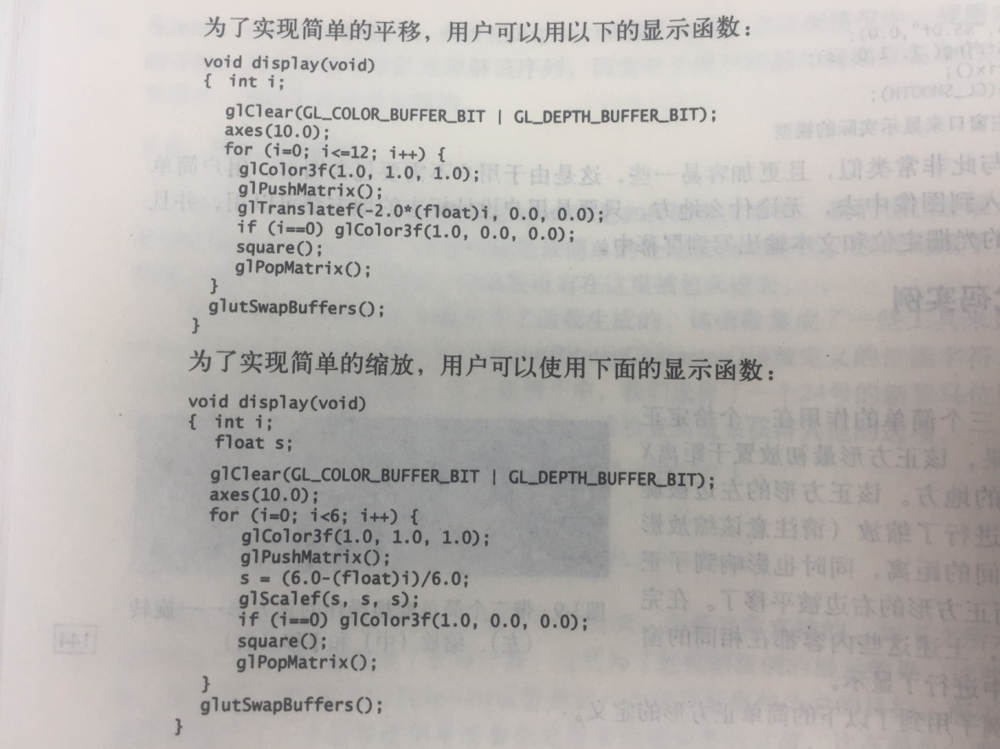 为了实现简单的平移，用户可以用以下的显示函数：
void display(void)
{ int i;
glClear(GL_COLOR_BUFFER_BIT | GL_DEPTH_BUFFER_BIT);
axes(10.0);
for (i=0; i<=12; i++) {
glColor3f(1.0, 1.0, 1.0);
glPushMatrix();
glTranslatef(-2.0*(float)i, 0.0, 0.0);
if (i==0) glColor3f(1.0, 0.0, 0.0);
square();
glPopMatrix();
}
glutSwapBuffers();
}
为了实现简单的缩放，用户可以使用下面的显示函数：
void display(void)
{ int i;
float s;
glClear(GL_COLOR_BUFFER_BIT | GL_DEPTH_BUFFER_BIT);
axes(10.0);
for (i=0; i<6; i++) {
glColor3f(1.0, 1.0, 1.0);
glPushMatrix();
s = (6.0-(float)i)/6.0;
glScalef(s, s, s);
if (i==0) glColor3f(1.0, 0.0, 0.0);
square();
glPopMatrix();
}
glutSwapBuffers();
}